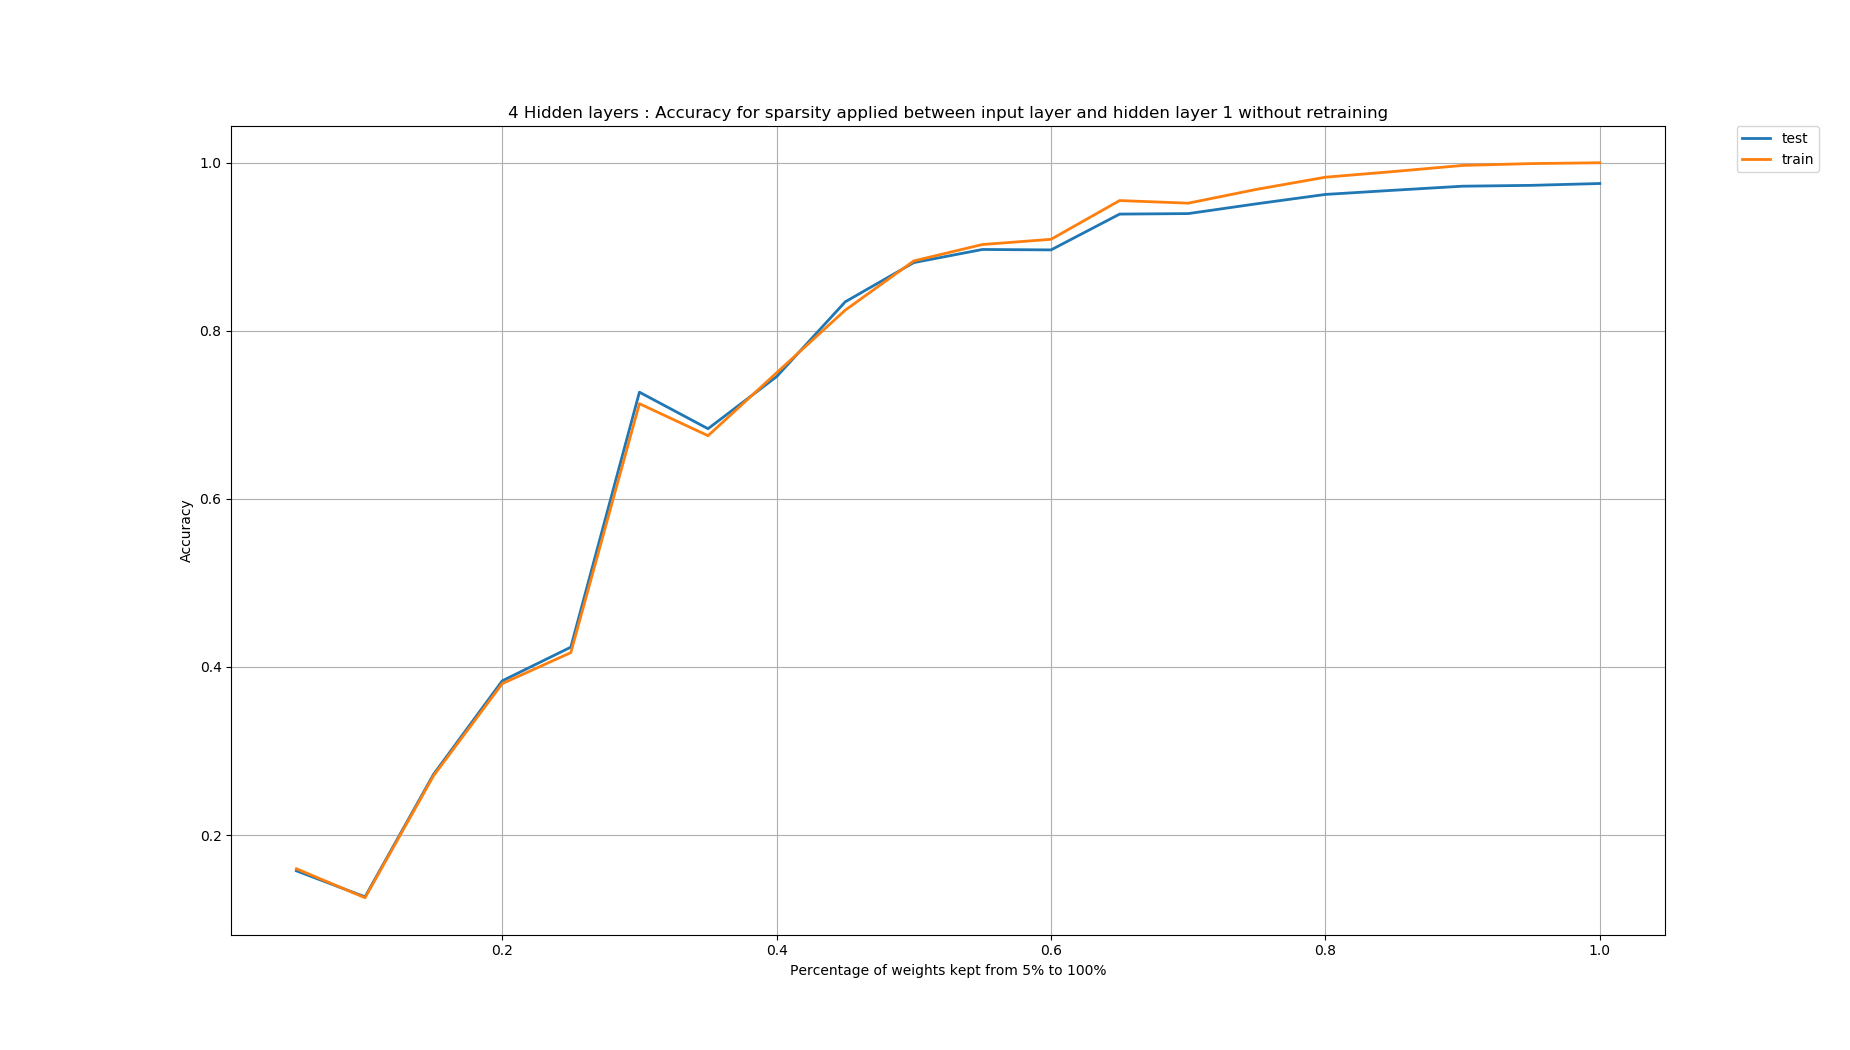 4 Hidden layers : Accuracy for sparsity applied between input layer and hidden layer 1 without retraining
test
train
1.0
0.8
0.6
0.4
0.2
Accuracy
0.2 0.4 0.6 0.8 1.0
Percentage of weights kept from 5% to 100%